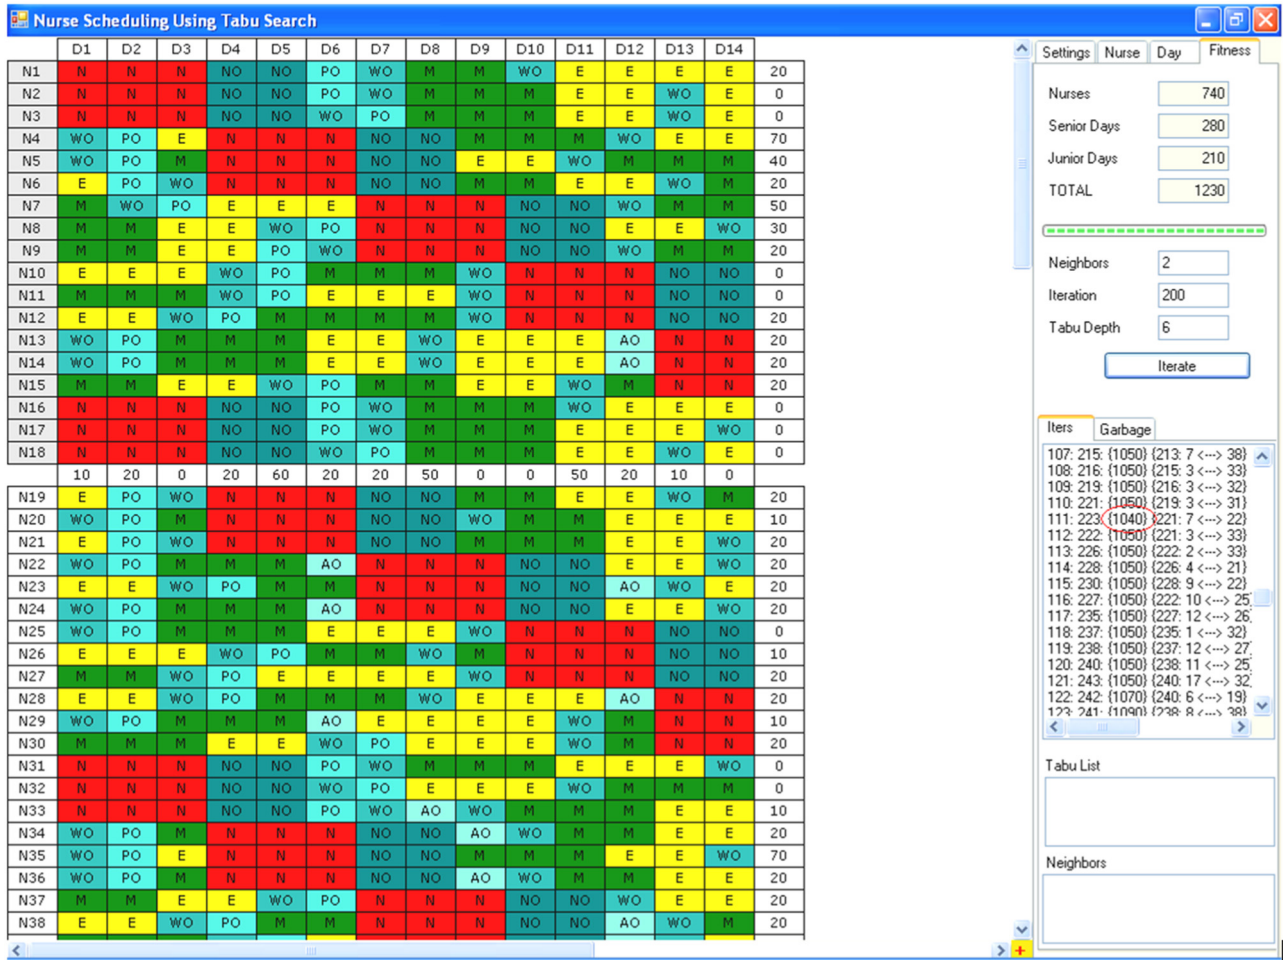 Nurse Scheduling Using Tabu Search
D1 D2 D3 D4 D5 D6 D7 D8 D9 D10 D11 D12 D13 D14
N1 N N N NO NO PO WO M M WO E E E E 20
N2 N N N NO NO PO WO M M M E E WO E 0
N3 N N N NO NO WO PO M M M E E WO E 0
N4 WO PO E N N N NO NO M M M WO E E 70
N5 WO PO M N N N NO NO E E WO M M M 40
N6 E PO WO N N N NO NO M M E E WO M 20
N7 M WO PO E E E N N N NO NO WO M M 50
N8 M M E E WO PO N N N NO NO E E WO 30
N9 M M E E PO WO N N N NO NO WO M M 20
N10 E E E WO PO M M M WO N N N NO NO 0
N11 M M M WO PO E E E WO N N N NO NO 0
N12 E E WO PO M M M M WO N N N NO NO 20
N13 WO PO M M M E E WO E E E AO N N 20
N14 WO PO M M M E E WO E E E AO N N 20
N15 M M E E WO PO M M E E WO M N N 20
N16 N N N NO NO PO WO M M M WO E E E 0
N17 N N N NO NO PO WO M M M E E E WO 0
N18 N N N NO NO WO PO M M M E E WO E 0
10 20 0 20 60 20 20 50 0 0 50 20 10 0
N19 E PO WO N N N NO NO M M E E WO M 20
N20 WO PO M N N N NO NO WO M M E E E 10
N21 E PO WO N N N NO NO M M M E E WO 20
N22 WO PO M M M AO N N N NO NO E E WO 20
N23 E E WO PO M M N N N NO NO AO WO E 20
N24 WO PO M M M AO N N N NO NO E E WO 20
N25 WO PO M M M E E E WO N N N NO NO 0
N26 E E E WO PO M M WO M N N N NO NO 10
N27 M M WO PO E E E E WO N N N NO NO 20
N28 E E WO PO M M M WO E E E AO N N 20
N29 WO PO M M M AO E E E E WO M N N 10
N30 M M M E E WO PO E E E WO M N N 20
N31 N N N NO NO PO WO M M M E E E WO 0
N32 N N N NO NO WO PO E E E WO M M M 0
N33 N N N NO NO PO WO AO WO M M M E E 10
N34 WO PO M N N N NO NO AO WO M M E E 20
N35 WO PO E N N N NO NO M M M E E WO 70
N36 WO PO M N N N NO NO AO WO M M E E 20
N37 M M E E WO PO N N N NO NO WO E E 20
N38 E E WO PO M M N N N NO NO AO WO M 20
Settings Nurse Day Fitness
Nurses 740
Senior Days 280
Junior Days 210
TOTAL 1230
Neighbors 2
Iteration 200
Tabu Depth 6
Iterate
Iters Garbage
107: 215: {1050} {213: 7 <---> 38}
108: 216: {1050} {215: 3 <---> 33}
109: 219: {1050} {216: 3 <---> 32}
110: 221: {1050} {219: 3 <---> 31}
111: 223: {1040} {221: 7 <---> 22}
112: 222: {1050} {221: 3 <---> 33}
113: 226: {1050} {222: 2 <---> 33}
114: 228: {1050} {226: 4 <---> 21}
115: 230: {1050} {228: 9 <---> 22}
116: 227: {1050} {222: 10 <---> 25
117: 235: {1050} {227: 12 <---> 26
118: 237: {1050} {235: 1 <---> 32}
119: 238: {1050} {237: 12 <---> 27
120: 240: {1050} {238: 11 <---> 25
121: 243: {1050} {240: 17 <---> 32
122: 242: {1070} {240: 6 <---> 19}
123: 241: {1090} {238: 8 <---> 38}
Tabu List
Neighbors